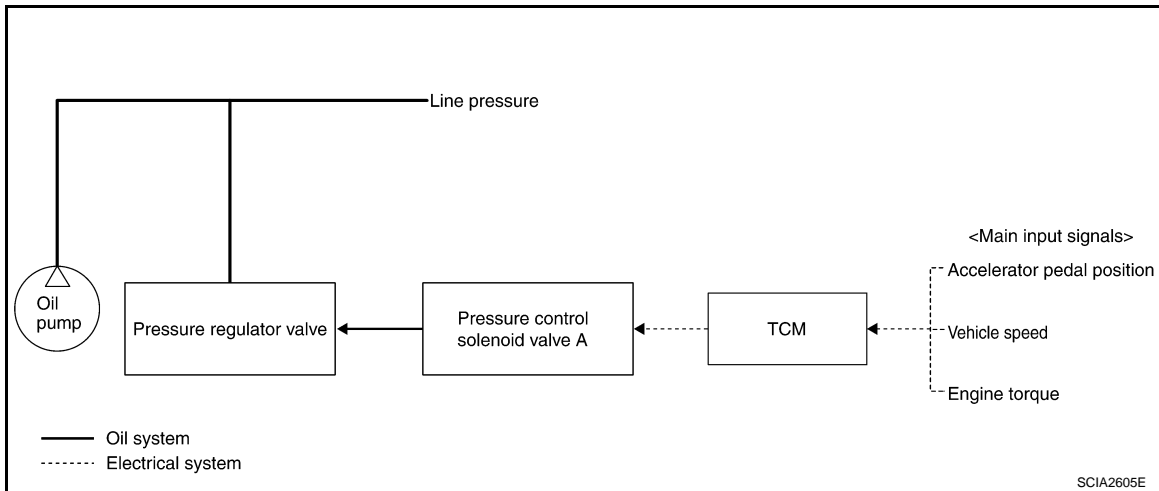 Line pressure
<Main input signals>
Accelerator pedal position
Oil
pump
Pressure regulator valve
Pressure control
solenoid valve A
TCM
Vehicle speed
Engine torque
Oil system
Electrical system
SCIA2605E